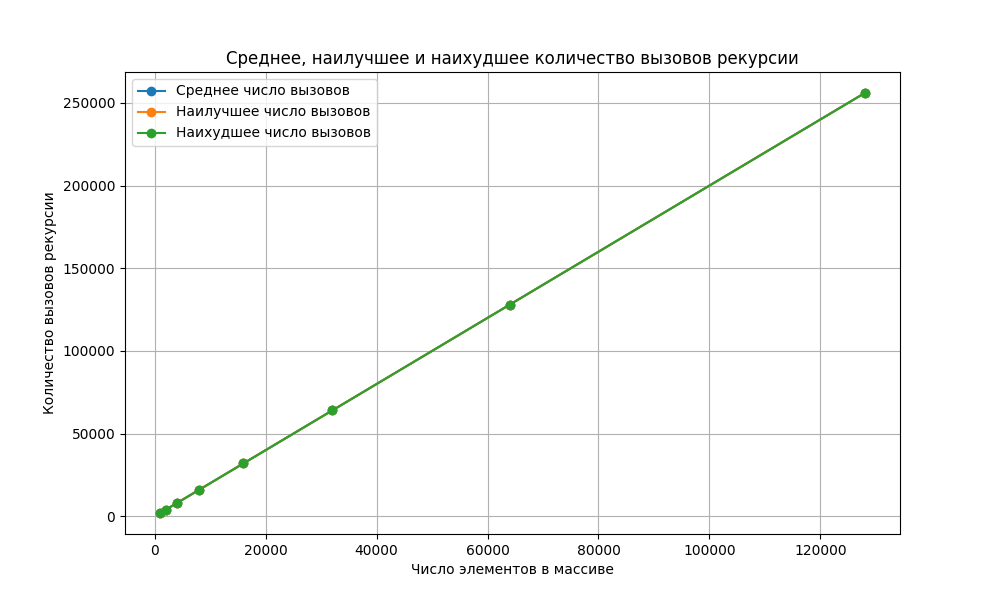 Среднее, наилучшее и наихудшее количество вызовов рекурсии
Среднее число вызовов
Наилучшее число вызовов
Наихудшее число вызовов
250000
200000
150000
100000
50000
0
Количество вызовов рекурсии
0 20000 40000 60000 80000 100000 120000
Число элементов в массиве